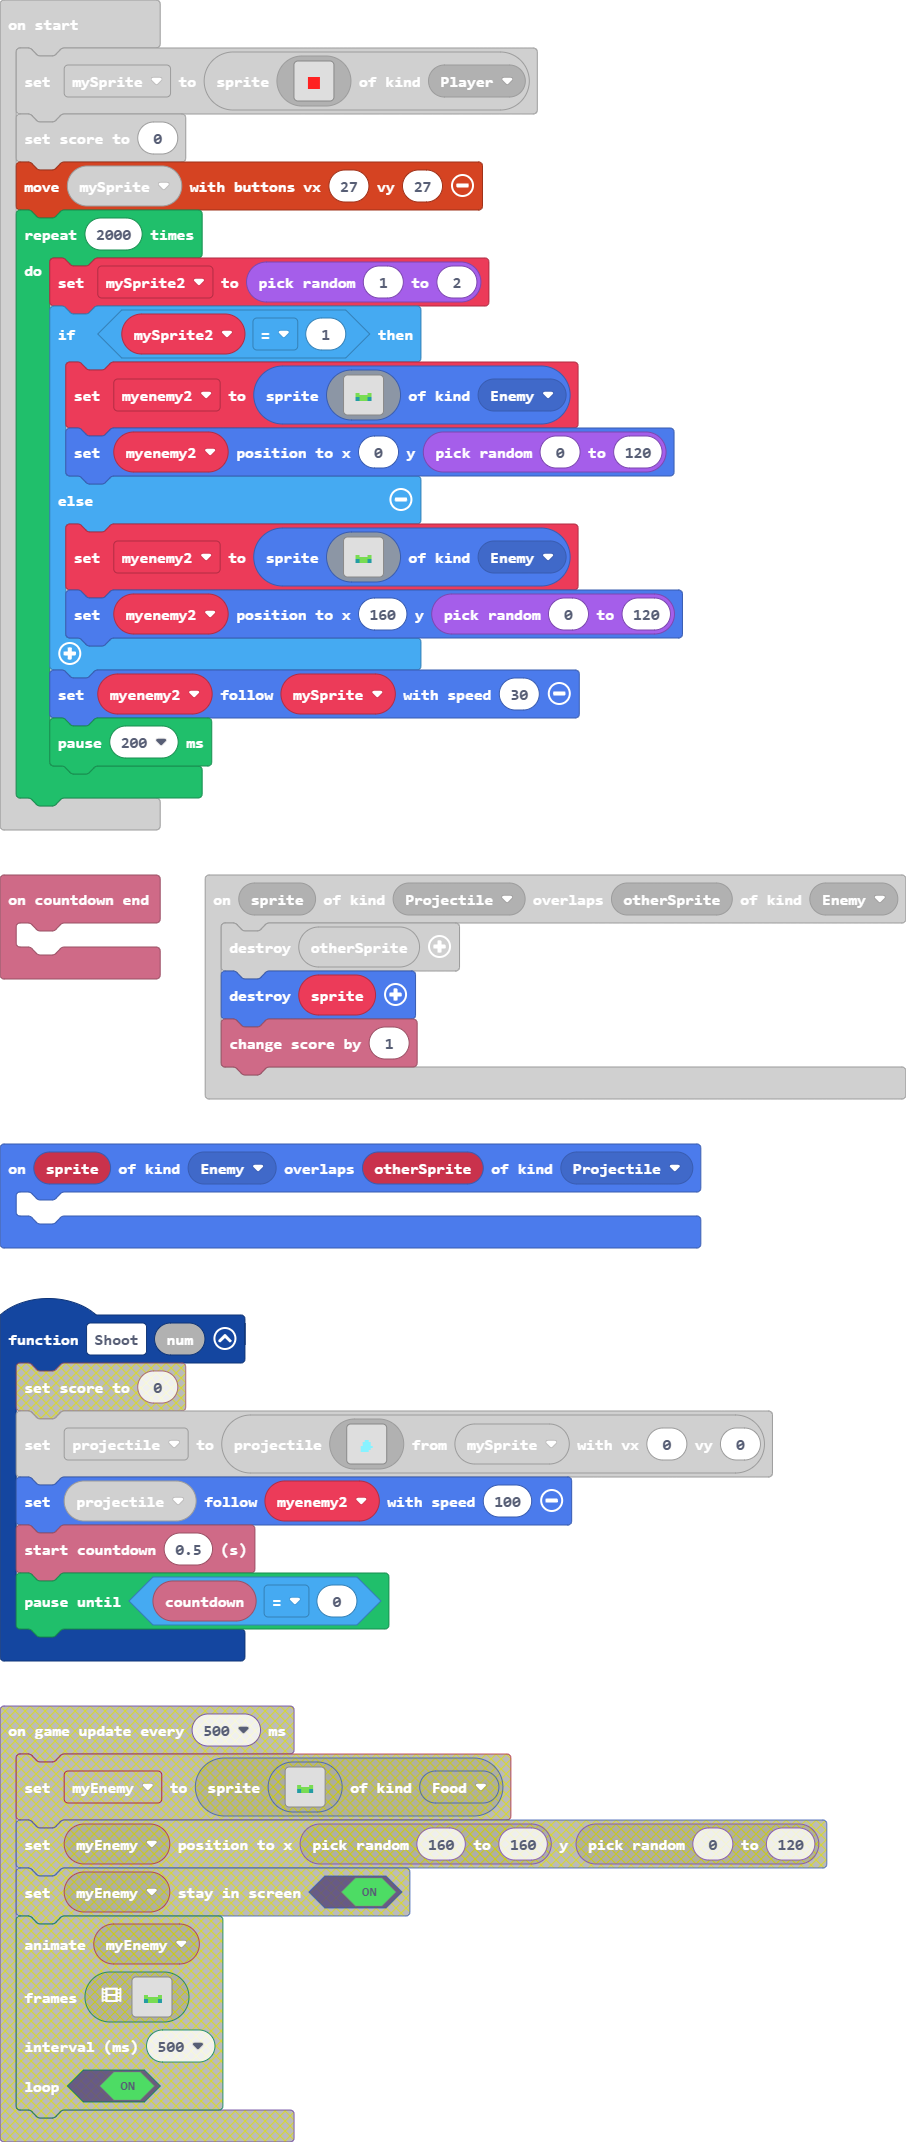 on start
set mySprite to sprite of kind Player
set score to 0
move mySprite with buttons vx 27 vy 27
repeat 2000 times
do
set mySprite2 to pick random 1 to 2
if mySprite2 = 1 then
set myenemy2 to sprite of kind Enemy
set myenemy2 position to x 0 y pick random 0 to 120
else
set myenemy2 to sprite of kind Enemy
set myenemy2 position to x 160 y pick random 0 to 120
set myenemy2 follow mySprite with speed 30
pause 200 ms
on countdown end
on sprite of kind Projectile overlaps otherSprite of kind Enemy
destroy otherSprite
destroy sprite
change score by 1
on sprite of kind Enemy overlaps otherSprite of kind Projectile
function Shoot num
set score to 0
set projectile to projectile from mySprite with vx 0 vy 0
set projectile follow myenemy2 with speed 100
start countdown 0.5 (s)
pause until countdown = 0
on game update every 500 ms
set myEnemy to sprite of kind Food
set myEnemy position to x pick random 160 to 160 y pick random 0 to 120
set myEnemy stay in screen ON
animate myEnemy
frames
interval (ms) 500
loop ON